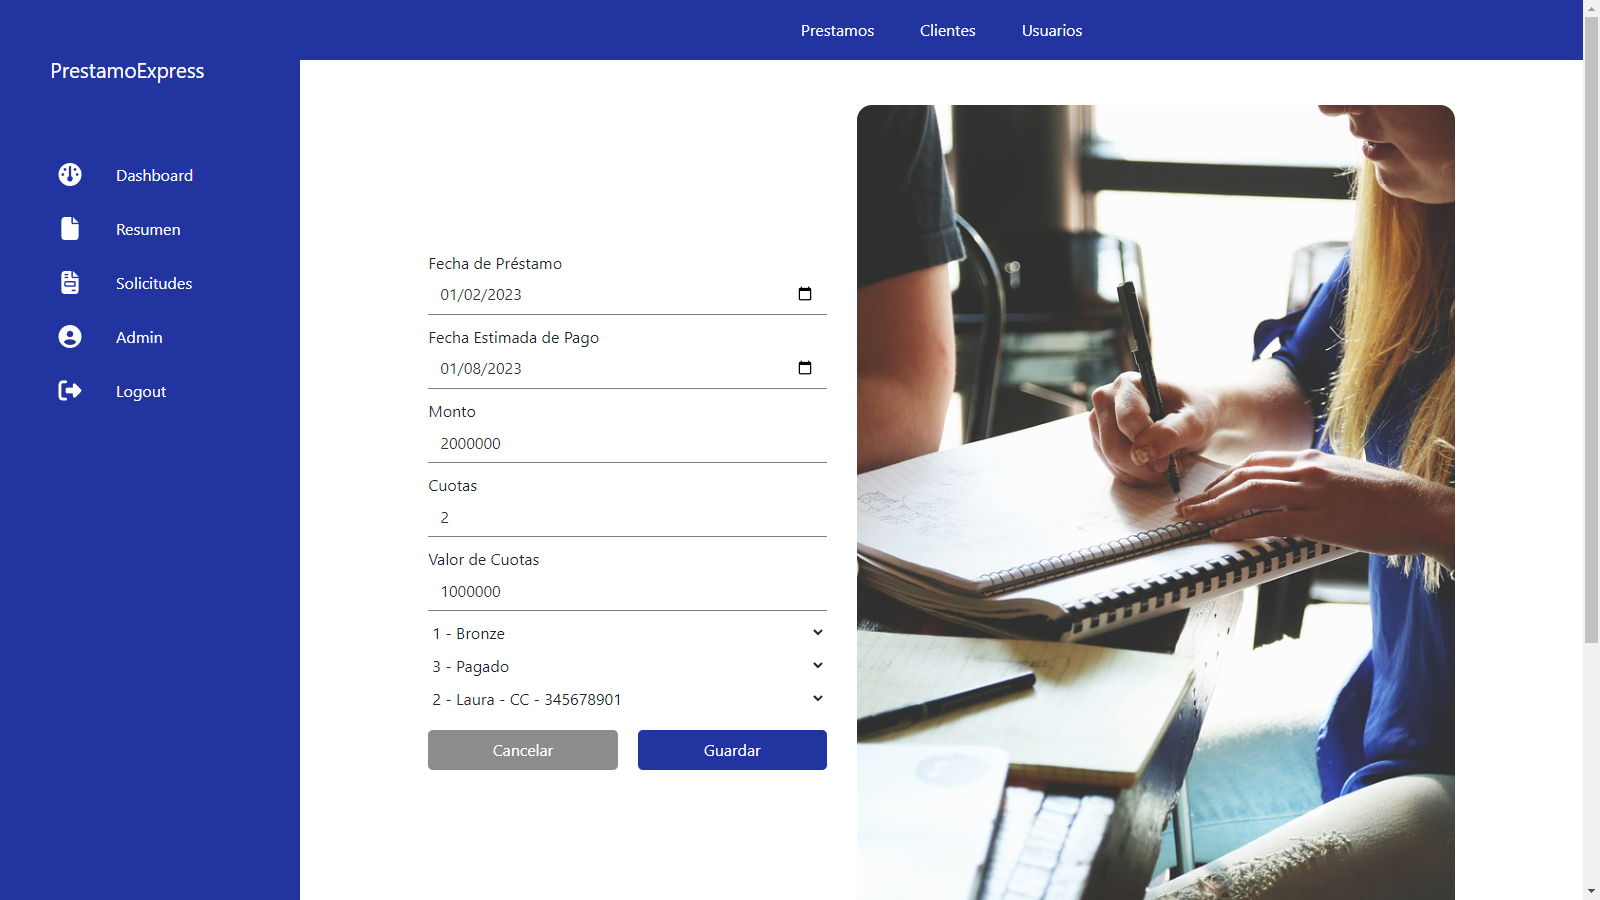 Prestamos Clientes Usuarios
PrestamoExpress
Dashboard
Resumen
Solicitudes
Admin
Logout
Fecha de Préstamo
01/02/2023
Fecha Estimada de Pago
01/08/2023
Monto
2000000
Cuotas
2
Valor de Cuotas
1000000
1 - Bronze
3 - Pagado
2 - Laura - CC - 345678901
Cancelar Guardar